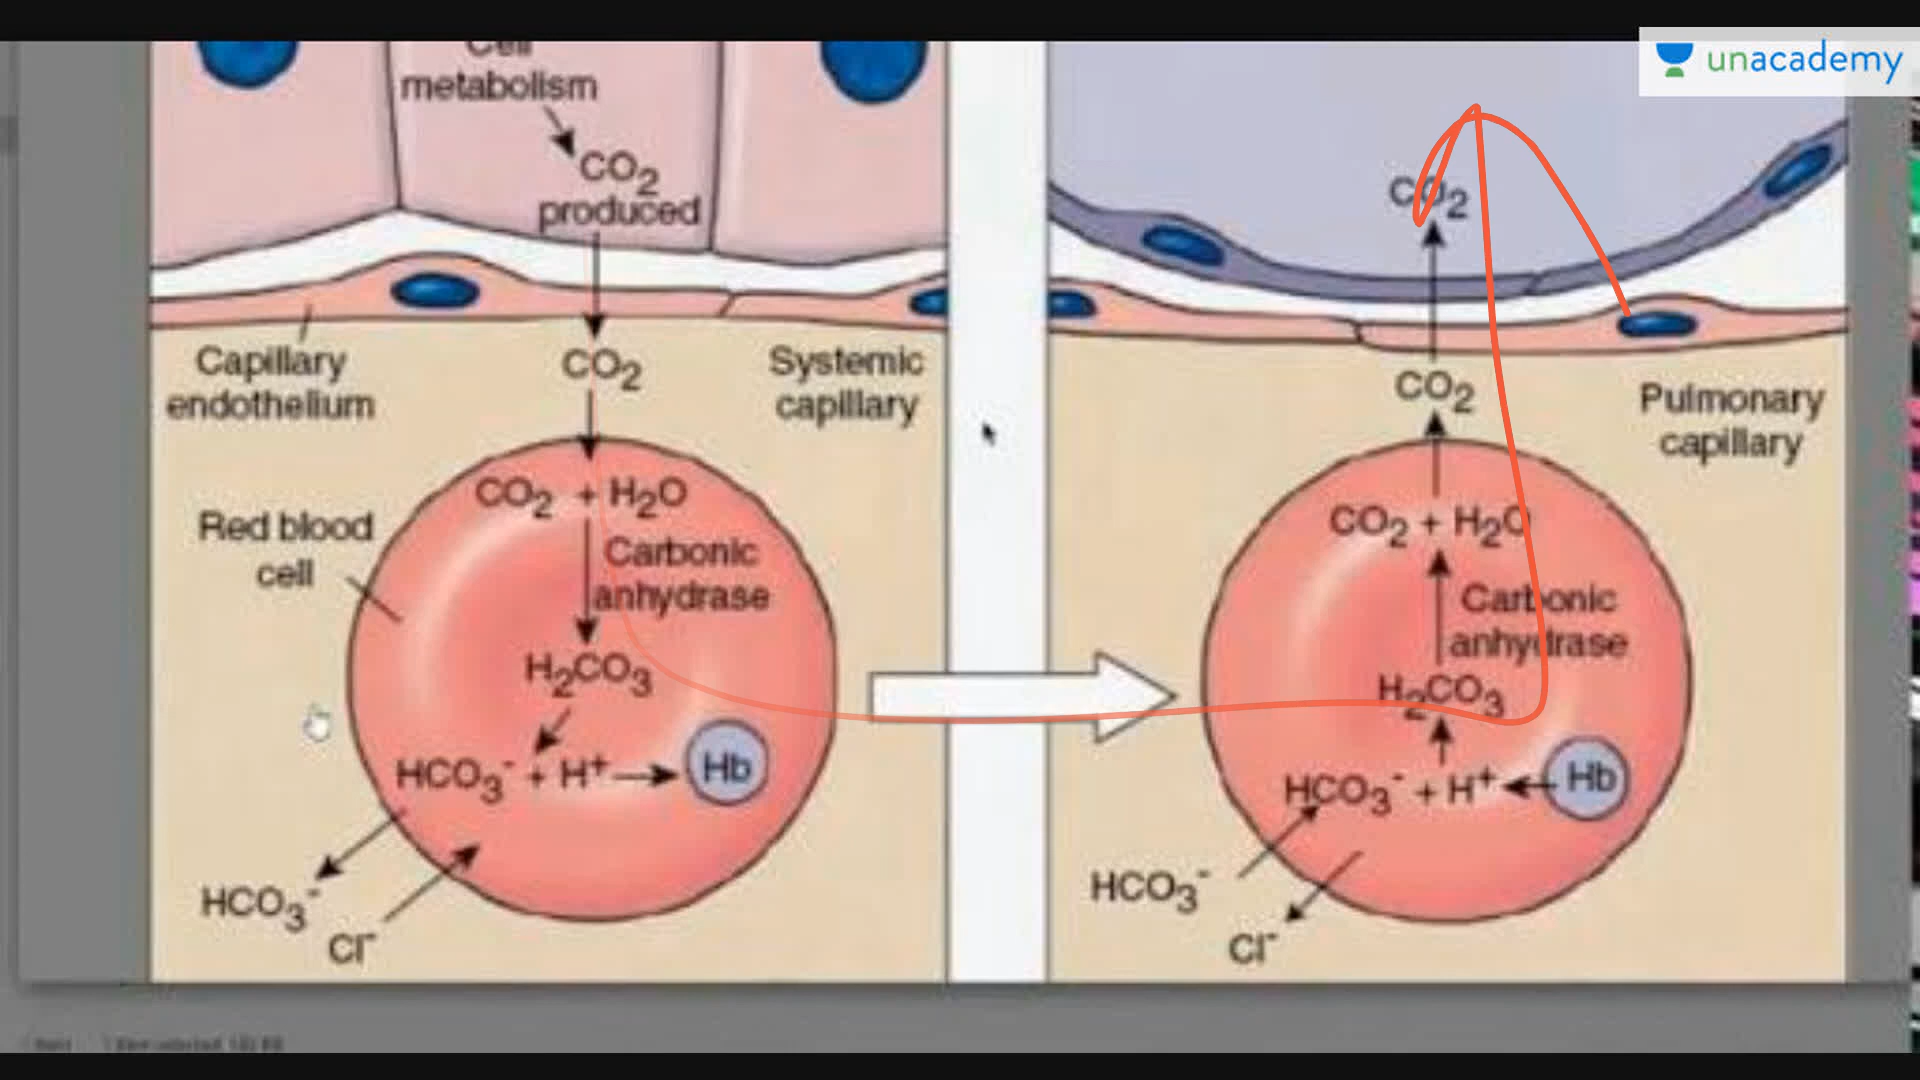 unacademy
Cell
metabolism
CO₂
produced
Capillary
endothelium
CO₂
Systemic
capillary
Red blood
cell
CO₂ + H₂O
Carbonic
anhydrase
H₂CO₃
HCO₃⁻ + H⁺
Hb
HCO₃⁻
Cl⁻
CO₂
CO₂
Pulmonary
capillary
CO₂ + H₂O
Carbonic
anhydrase
H₂CO₃
HCO₃⁻ + H⁺
Hb
HCO₃⁻
Cl⁻